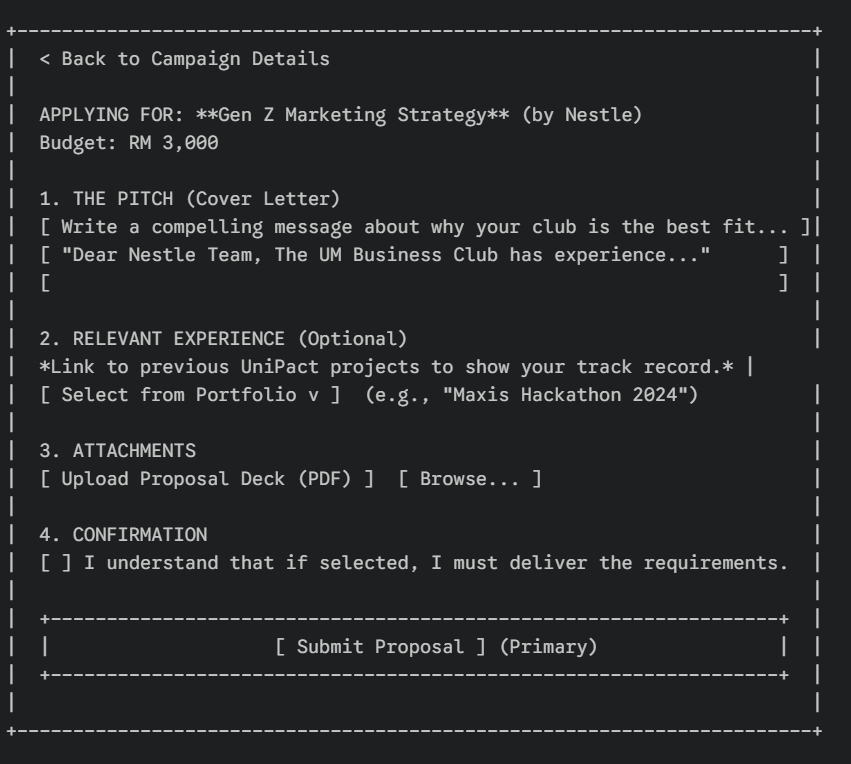 +-----------------------------------------------------------------------+
|  < Back to Campaign Details                                           |
|                                                                       |
|  APPLYING FOR: **Gen Z Marketing Strategy** (by Nestle)               |
|  Budget: RM 3,000                                                     |
|                                                                       |
|  1. THE PITCH (Cover Letter)                                          |
|  [ Write a compelling message about why your club is the best fit... ]|
|  [ "Dear Nestle Team, The UM Business Club has experience..."      ]  |
|  [                                                                 ]  |
|                                                                       |
|  2. RELEVANT EXPERIENCE (Optional)                                    |
|  *Link to previous UniPact projects to show your track record.* |
|  [ Select from Portfolio v ]  (e.g., "Maxis Hackathon 2024")          |
|                                                                       |
|  3. ATTACHMENTS                                                       |
|  [ Upload Proposal Deck (PDF) ]  [ Browse... ]                        |
|                                                                       |
|  4. CONFIRMATION                                                      |
|  [ ] I understand that if selected, I must deliver the requirements.  |
|                                                                       |
|  +-----------------------------------------------------------------+  |
|  |                    [ Submit Proposal ] (Primary)                |  |
|  +-----------------------------------------------------------------+  |
|                                                                       |
+-----------------------------------------------------------------------+